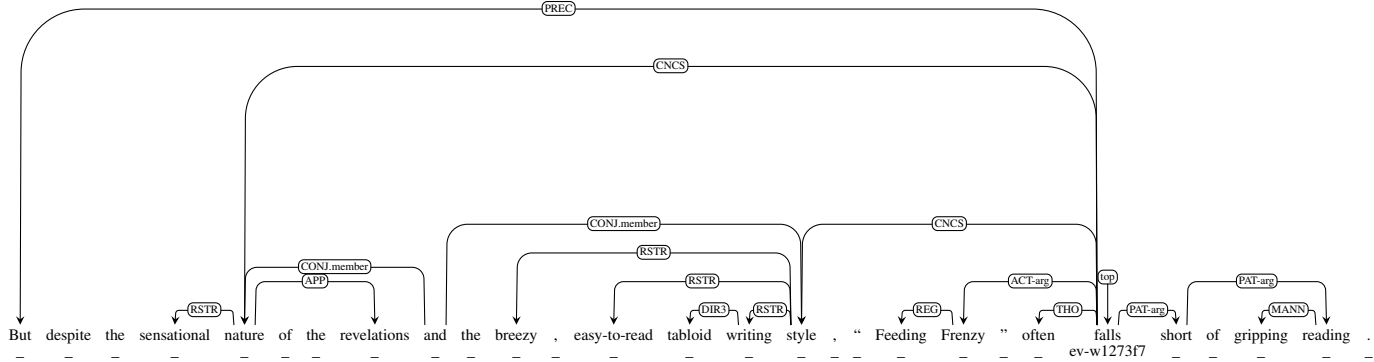 PREC
CNCS
CONJ.member CNCS
RSTR
CONJ.member
APP RSTR ACT-arg top PAT-arg
RSTR DIR3 RSTR REG THO PAT-arg MANN
But despite the sensational nature of the revelations and the breezy , easy-to-read tabloid writing style , “ Feeding Frenzy ” often falls short of gripping reading .
_ _ _ _ _ _ _ _ _ _ _ _ _ _ _ _ _ _ _ _ _ _ ev-w1273f7 _ _ _ _ _